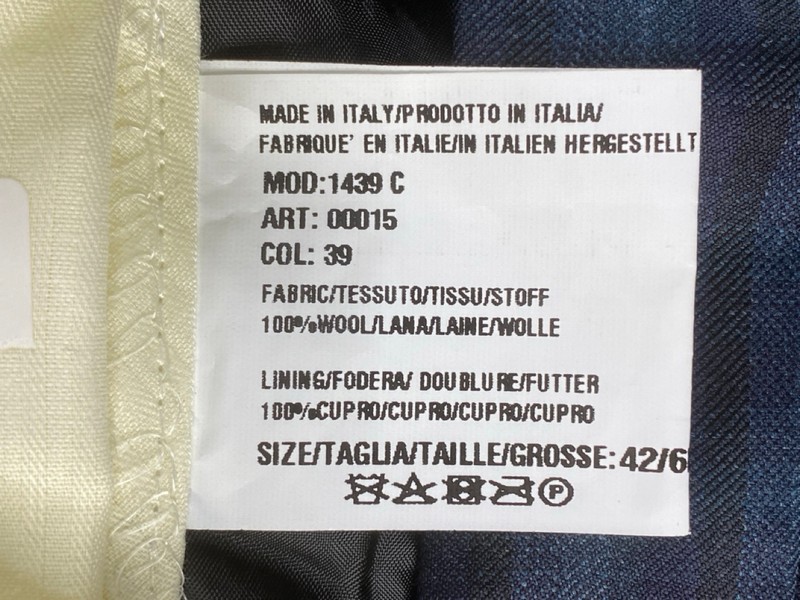 MADE IN ITALY/PRODOTTO IN ITALIA/
FABRIQUE' EN ITALIE/IN ITALIEN HERGESTELLT
MOD:1439 C
ART: 00015
COL: 39
FABRIC/TESSUTO/TISSU/STOFF
100%WOOL/LANA/LAINE/WOLLE
LINING/FODERA/ DOUBLURE/FUTTER
100%CUPRO/CUPRO/CUPRO/CUPRO
SIZE/TAGLIA/TAILLE/GROSSE:42/6
P